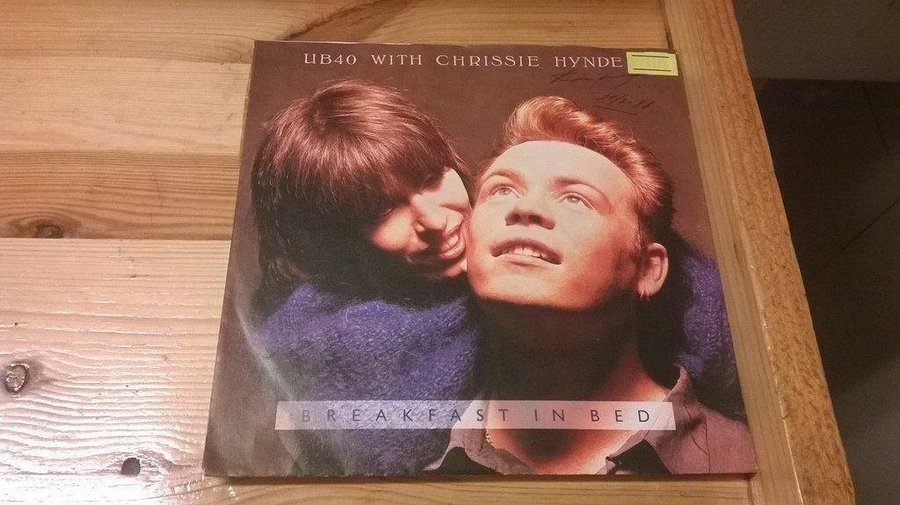 UB40 WITH CHRISSIE HYNDE
BREAKFAST IN BED